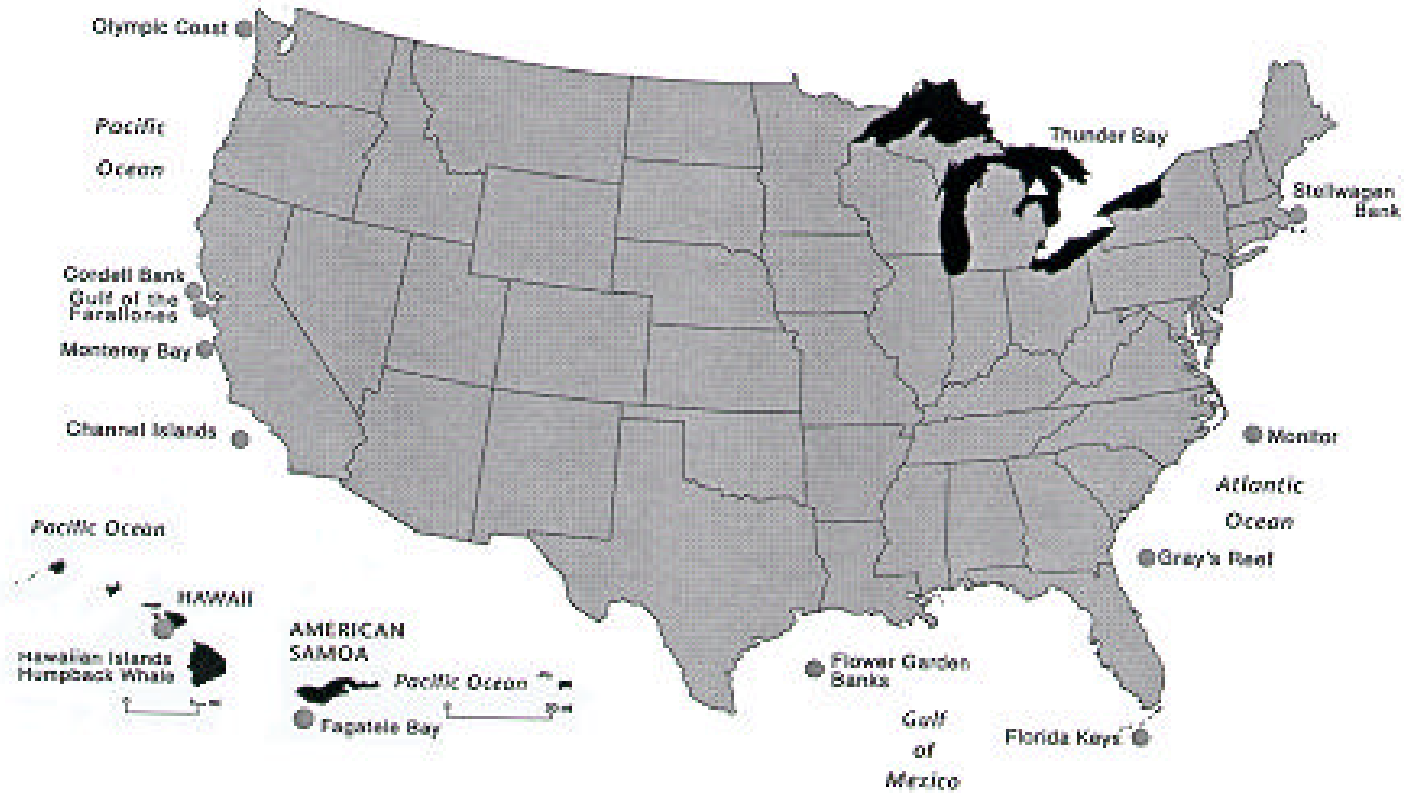 Olympic Coast
Pacific
Ocean
Thunder Bay
Stellwagen
Bank
Cordell Bank
Gulf of the
Farallones
Monterey Bay
Channel Islands
Monitor
Atlantic
Ocean
Gray's Reef
Pacific Ocean
HAWAII
Hawaiian Islands
Humpback Whale
AMERICAN
SAMOA
Pacific Ocean
Fagatele Bay
Flower Garden
Banks
Gulf
of
Mexico
Florida Keys